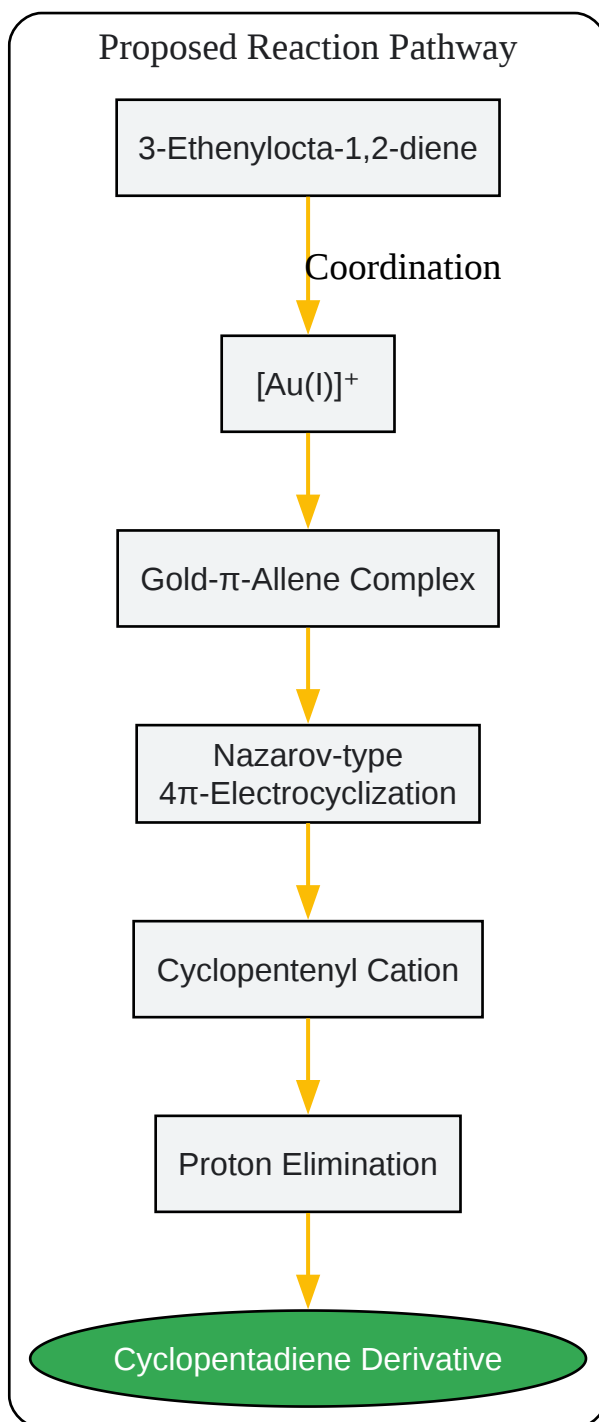 Proposed Reaction Pathway
3-Ethenylocta-1,2-diene
Coordination
[Au(I)]⁺
Gold-π-Allene Complex
Nazarov-type
4π-Electrocyclization
Cyclopentenyl Cation
Proton Elimination
Cyclopentadiene Derivative